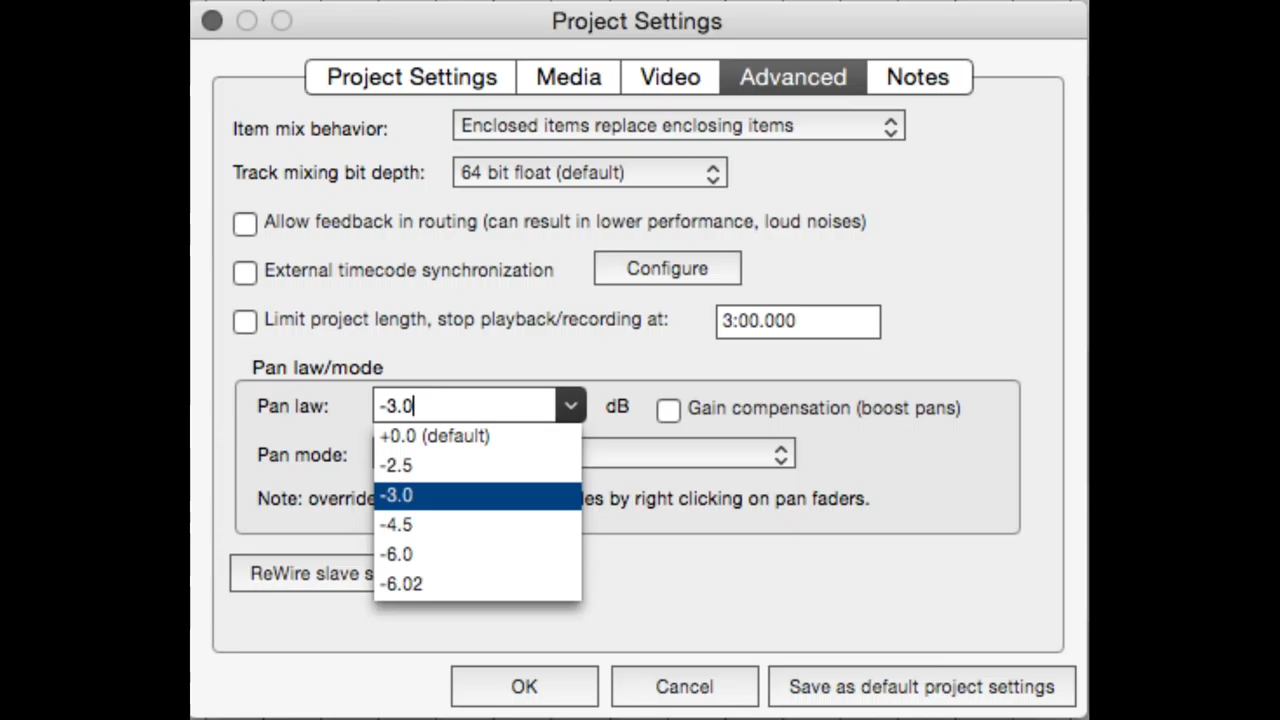 Project Settings
Project Settings Media Video Advanced Notes
Item mix behavior: Enclosed items replace enclosing items
Track mixing bit depth: 64 bit float (default)
Allow feedback in routing (can result in lower performance, loud noises)
External timecode synchronization Configure
Limit project length, stop playback/recording at: 3:00.000
Pan law/mode
Pan law: -3.0 dB Gain compensation (boost pans)
+0.0 (default)
Pan mode:
-2.5
-3.0
Note: override les by right clicking on pan faders.
-4.5
-6.0
ReWire slave s
-6.02
OK Cancel Save as default project settings